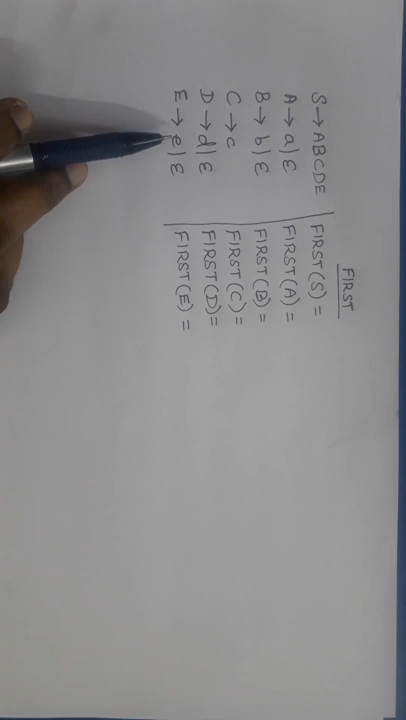 FIRST
S → ABCDE FIRST(S) =
A → a|ε FIRST(A) =
B → b|ε FIRST(B) =
C → c FIRST(C) =
D → d|ε FIRST(D) =
E → e|ε FIRST(E) =